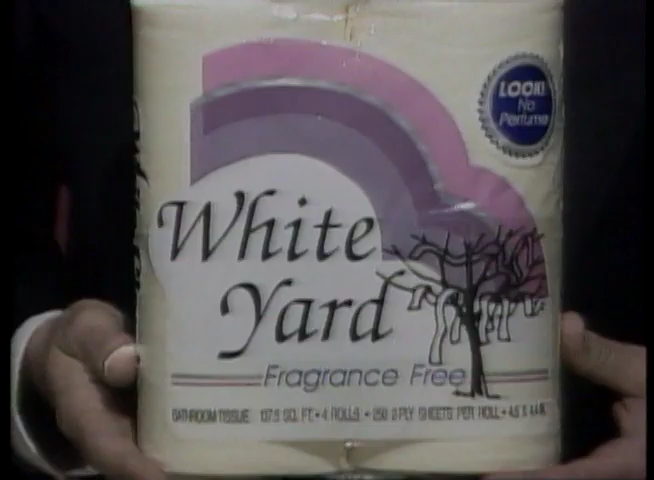 LOOK!
No
Perfume
White
Yard
Fragrance Free
BATHROOM TISSUE 137.5 SQ. FT. • 4 ROLLS • 250 2 PLY SHEETS PER ROLL • 4.5 X 4.4 IN.